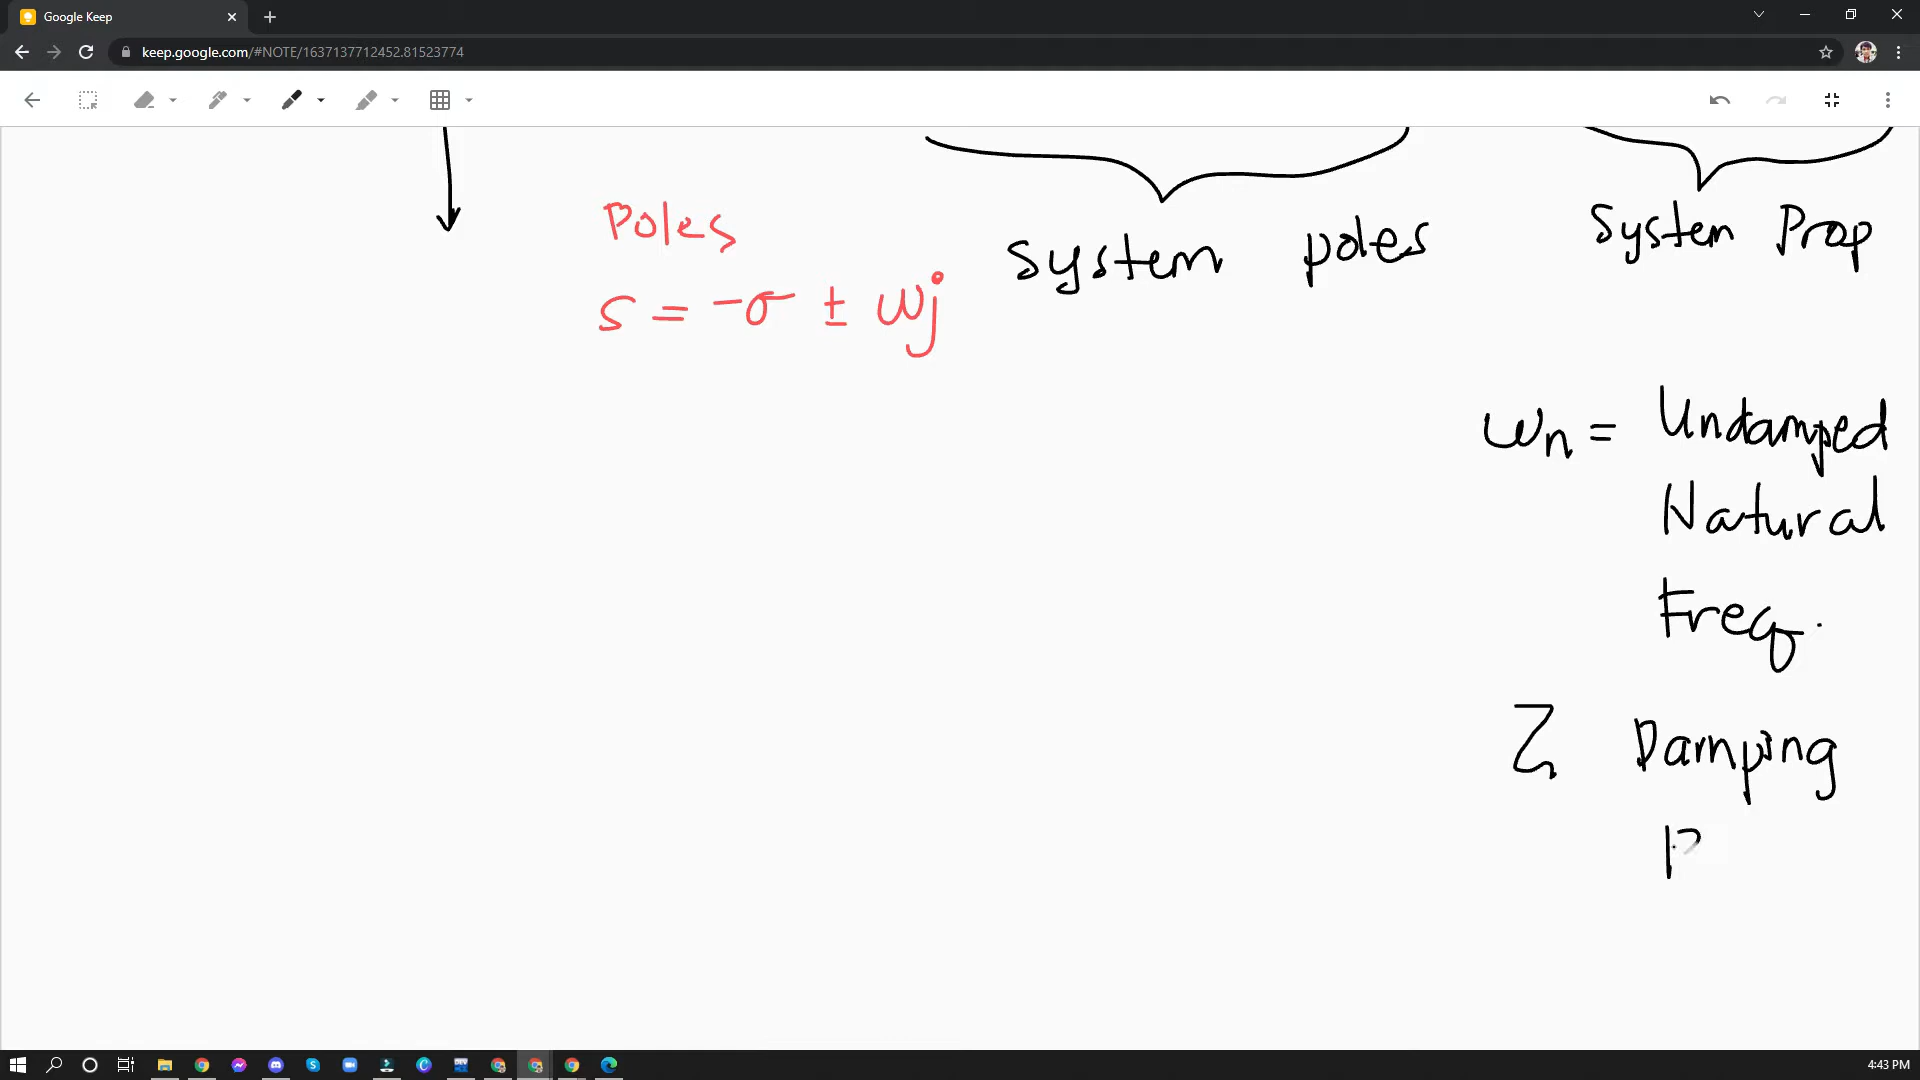 Google Keep
keep.google.com/#NOTE/1637137712452.81523774
Poles
s = -σ ± ωj
System poles
System Prop
ωn = Undamped
Natural
Freq.
ζ Damping
4:43 PM